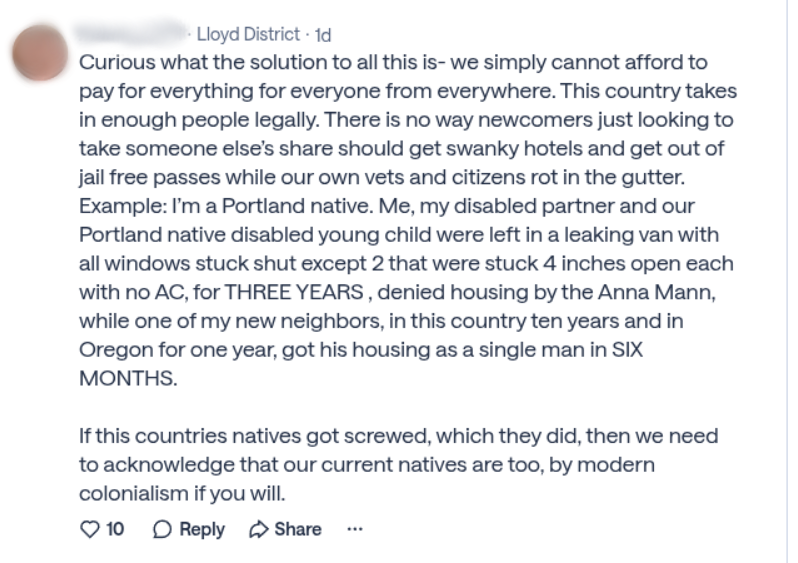 · Lloyd District · 1d
Curious what the solution to all this is- we simply cannot afford to
pay for everything for everyone from everywhere. This country takes
in enough people legally. There is no way newcomers just looking to
take someone else’s share should get swanky hotels and get out of
jail free passes while our own vets and citizens rot in the gutter.
Example: I’m a Portland native. Me, my disabled partner and our
Portland native disabled young child were left in a leaking van with
all windows stuck shut except 2 that were stuck 4 inches open each
with no AC, for THREE YEARS , denied housing by the Anna Mann,
while one of my new neighbors, in this country ten years and in
Oregon for one year, got his housing as a single man in SIX
MONTHS.
If this countries natives got screwed, which they did, then we need
to acknowledge that our current natives are too, by modern
colonialism if you will.
10 Reply Share ···